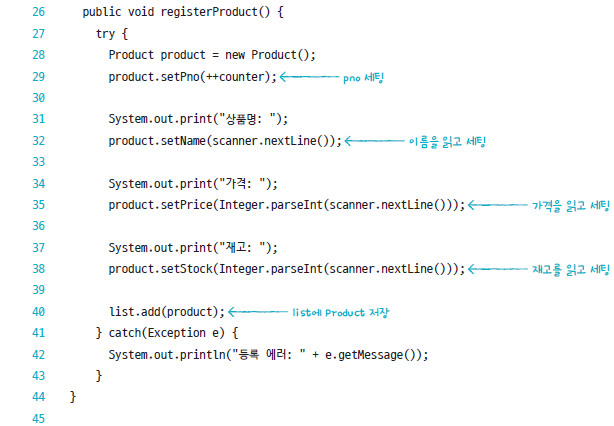 26 public void registerProduct() {
27 try {
28 Product product = new Product();
29 product.setPno(++counter); pno 세팅
30
31 System.out.print("상품명: ");
32 product.setName(scanner.nextLine()); 이름을 읽고 세팅
33
34 System.out.print("가격: ");
35 product.setPrice(Integer.parseInt(scanner.nextLine())); 가격을 읽고 세팅
36
37 System.out.print("재고: ");
38 product.setStock(Integer.parseInt(scanner.nextLine())); 재고를 읽고 세팅
39
40 list.add(product); list에 Product 저장
41 } catch(Exception e) {
42 System.out.println("등록 에러: " + e.getMessage());
43 }
44 }
45